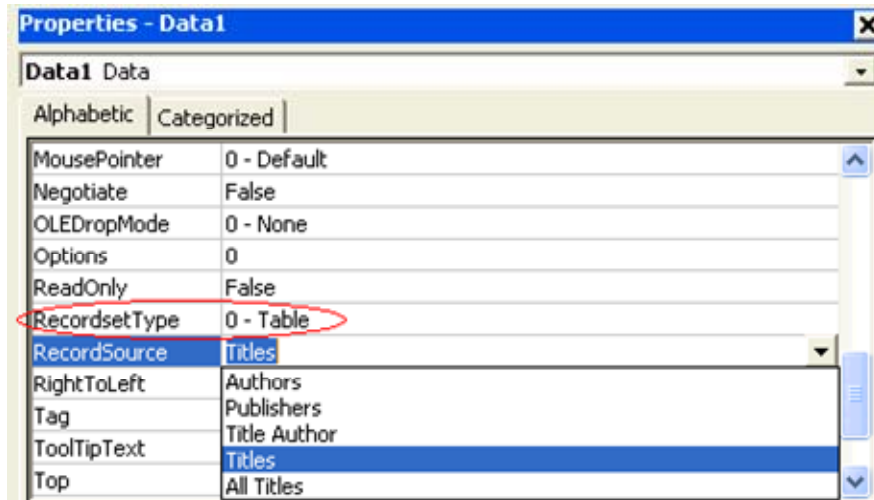 Properties - Data1
Data1 Data
Alphabetic Categorized
MousePointer 0 - Default
Negotiate False
OLEDropMode 0 - None
Options 0
ReadOnly False
RecordsetType 0 - Table
RecordSource Titles
RightToLeft Authors
Publishers
Tag
Title Author
ToolTipText
Titles
Top All Titles